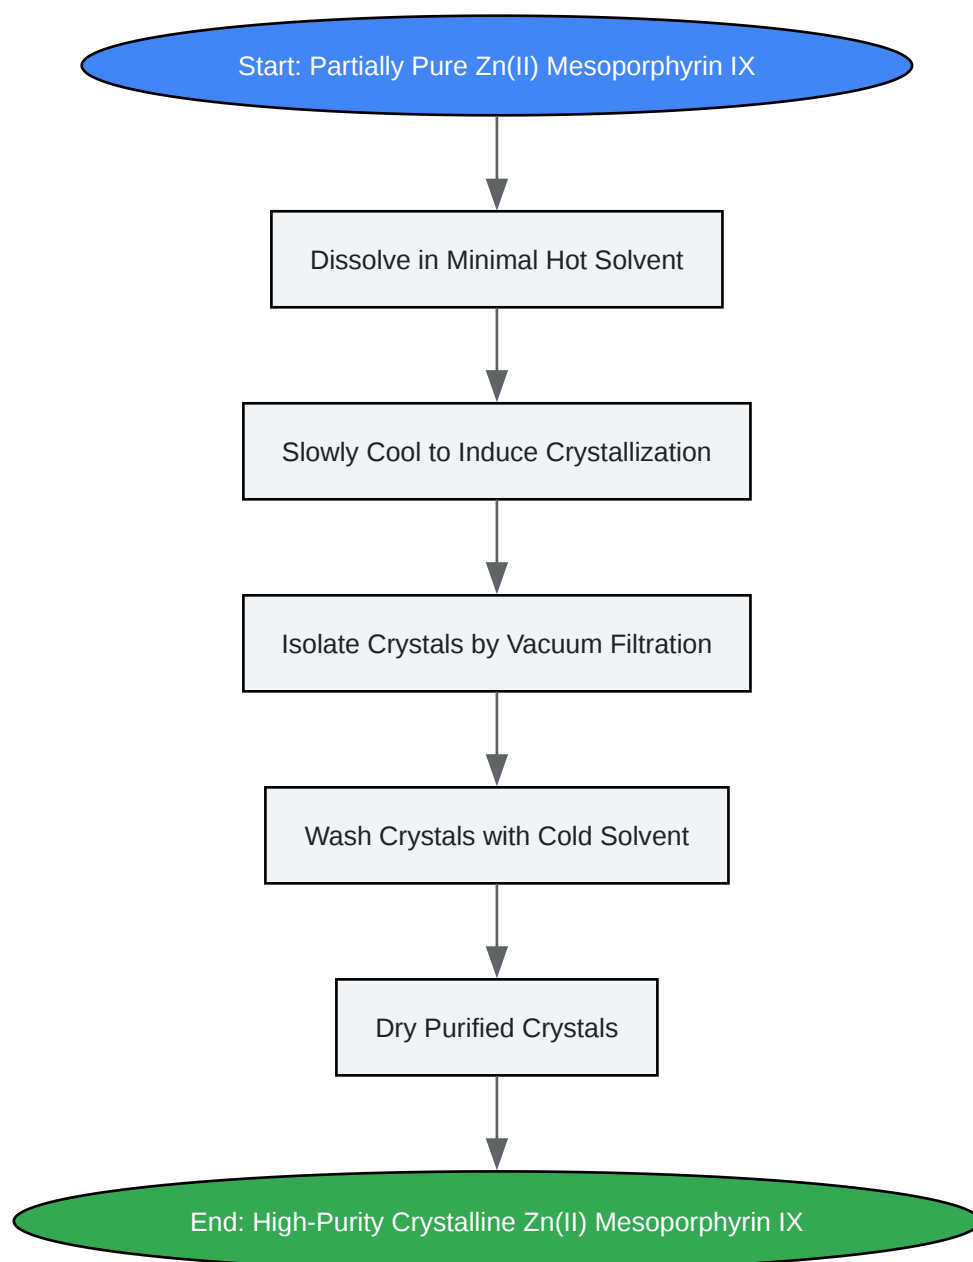 Start: Partially Pure Zn(II) Mesoporphyrin IX
Dissolve in Minimal Hot Solvent
Slowly Cool to Induce Crystallization
Isolate Crystals by Vacuum Filtration
Wash Crystals with Cold Solvent
Dry Purified Crystals
End: High-Purity Crystalline Zn(II) Mesoporphyrin IX